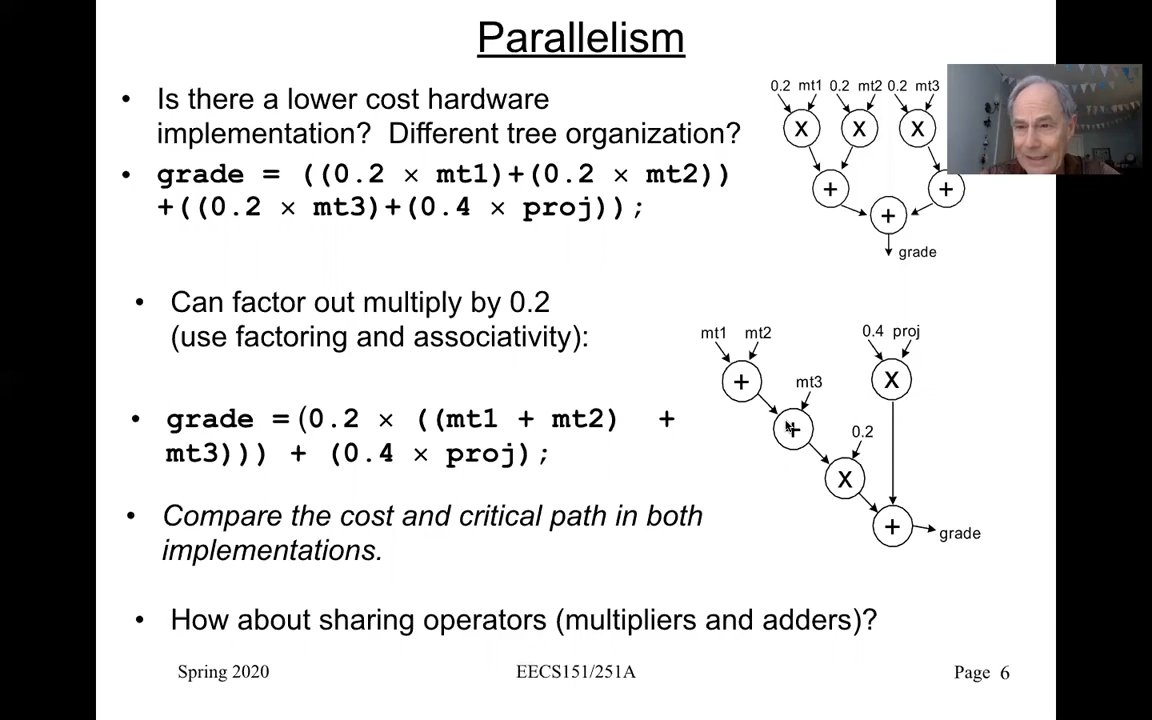 Parallelism
• Is there a lower cost hardware
implementation? Different tree organization?
• grade = ((0.2 × mt1)+(0.2 × mt2))
+((0.2 × mt3)+(0.4 × proj));
0.2 mt1 0.2 mt2 0.2 mt3
X X X
+ +
+
grade
• Can factor out multiply by 0.2
(use factoring and associativity):
• grade =(0.2 × ((mt1 + mt2) +
mt3))) + (0.4 × proj);
mt1 mt2 0.4 proj
+ X
mt3
+
0.2
X
+
grade
• Compare the cost and critical path in both
implementations.
• How about sharing operators (multipliers and adders)?
Spring 2020 EECS151/251A Page 6